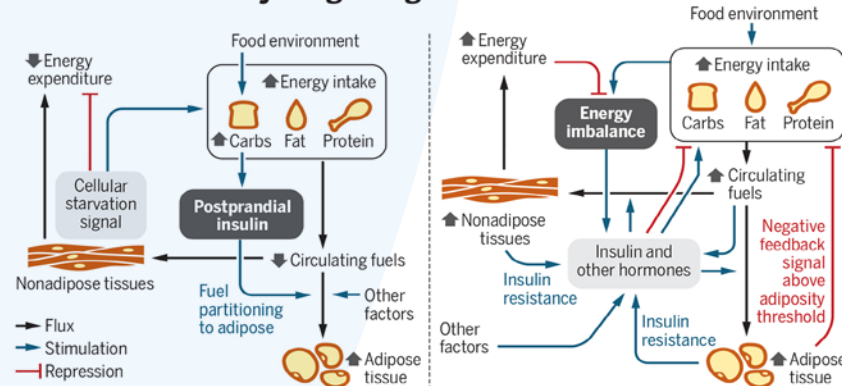 Food environment
Energy
expenditure
Energy intake
Carbs
Fat
Protein
Cellular
starvation
signal
Postprandial
insulin
Circulating fuels
Nonadipose tissues
Fuel
partitioning
to adipose
Other
factors
Flux
Stimulation
Repression
Adipose
tissue
Food environment
Energy
expenditure
Energy intake
Energy
imbalance
Carbs
Fat
Protein
Circulating
fuels
Nonadipose
tissues
Insulin and
other hormones
Negative
feedback
signal
above
adiposity
threshold
Insulin
resistance
Other
factors
Insulin
resistance
Adipose
tissue